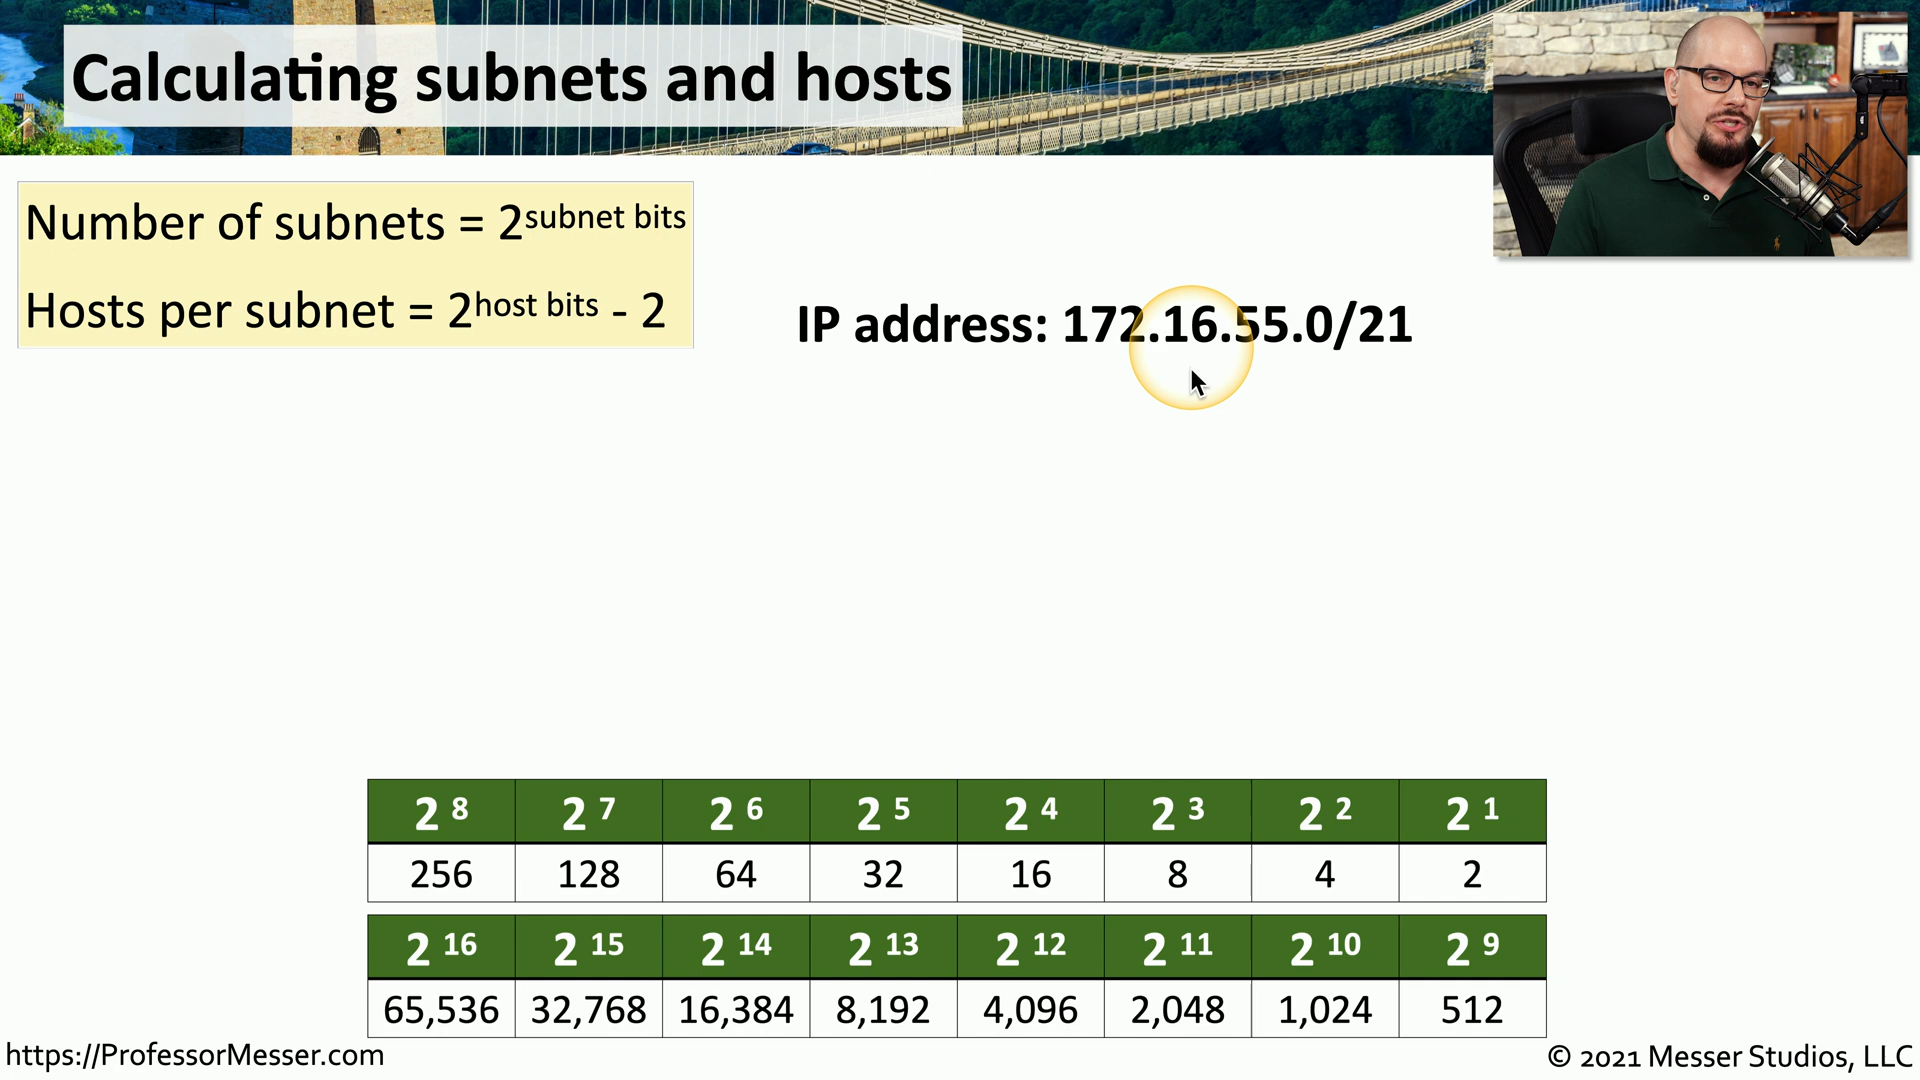 Calculating subnets and hosts
Number of subnets = 2^subnet bits
Hosts per subnet = 2^host bits - 2
IP address: 172.16.55.0/21
2^8 2^7 2^6 2^5 2^4 2^3 2^2 2^1
256 128 64 32 16 8 4 2
2^16 2^15 2^14 2^13 2^12 2^11 2^10 2^9
65,536 32,768 16,384 8,192 4,096 2,048 1,024 512
https://ProfessorMesser.com
© 2021 Messer Studios, LLC